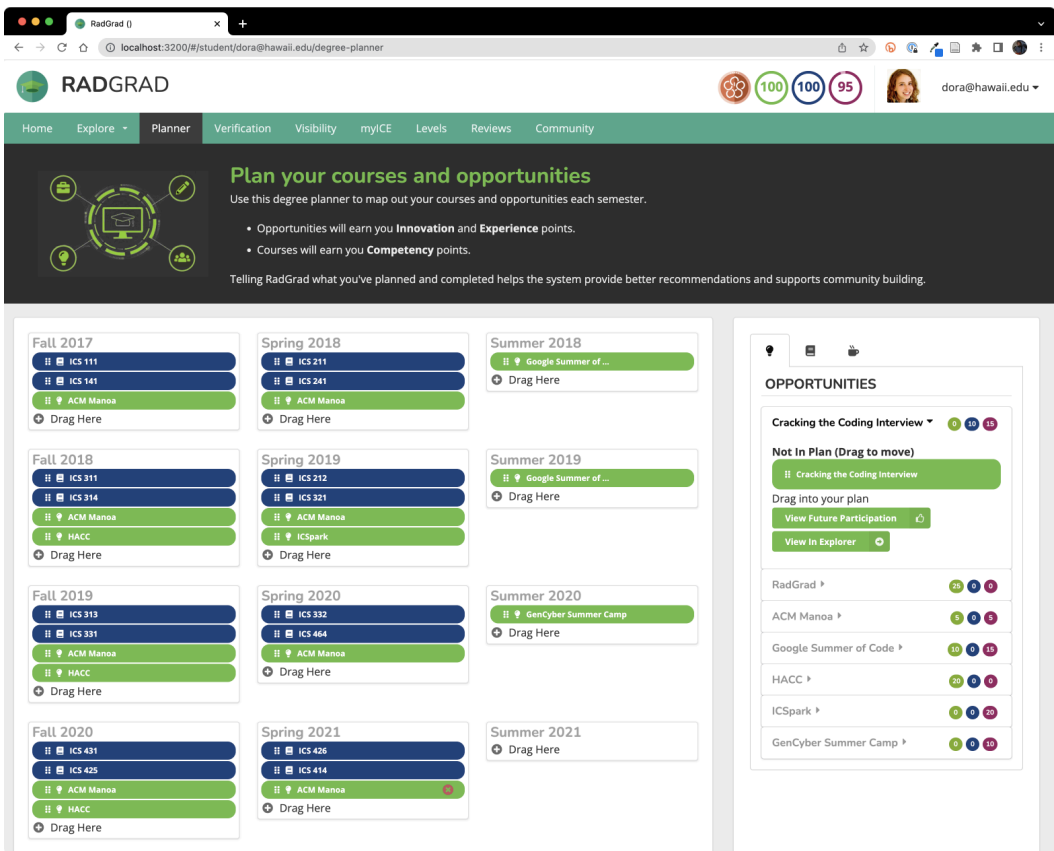 RadGrad ()
localhost:3200/#/student/dora@hawaii.edu/degree-planner
RADGRAD
100
100
95
dora@hawaii.edu
Home Explore Planner Verification Visibility myICE Levels Reviews Community
Plan your courses and opportunities
Use this degree planner to map out your courses and opportunities each semester.
• Opportunities will earn you Innovation and Experience points.
• Courses will earn you Competency points.
Telling RadGrad what you've planned and completed helps the system provide better recommendations and supports community building.
Fall 2017
ICS 111
ICS 141
ACM Manoa
Drag Here
Spring 2018
ICS 211
ICS 241
ACM Manoa
Drag Here
Summer 2018
Google Summer of ...
Drag Here
Fall 2018
ICS 311
ICS 314
ACM Manoa
HACC
Drag Here
Spring 2019
ICS 212
ICS 321
ACM Manoa
ICSpark
Drag Here
Summer 2019
Google Summer of ...
Drag Here
Fall 2019
ICS 313
ICS 331
ACM Manoa
HACC
Drag Here
Spring 2020
ICS 332
ICS 464
ACM Manoa
Drag Here
Summer 2020
GenCyber Summer Camp
Drag Here
Fall 2020
ICS 431
ICS 425
ACM Manoa
HACC
Drag Here
Spring 2021
ICS 426
ICS 414
ACM Manoa
Drag Here
Summer 2021
Drag Here
OPPORTUNITIES
Cracking the Coding Interview 0 10 15
Not In Plan (Drag to move)
Cracking the Coding Interview
Drag into your plan
View Future Participation
View In Explorer
RadGrad 25 0 0
ACM Manoa 5 0 5
Google Summer of Code 10 0 15
HACC 20 0 0
ICSpark 0 0 20
GenCyber Summer Camp 0 0 10